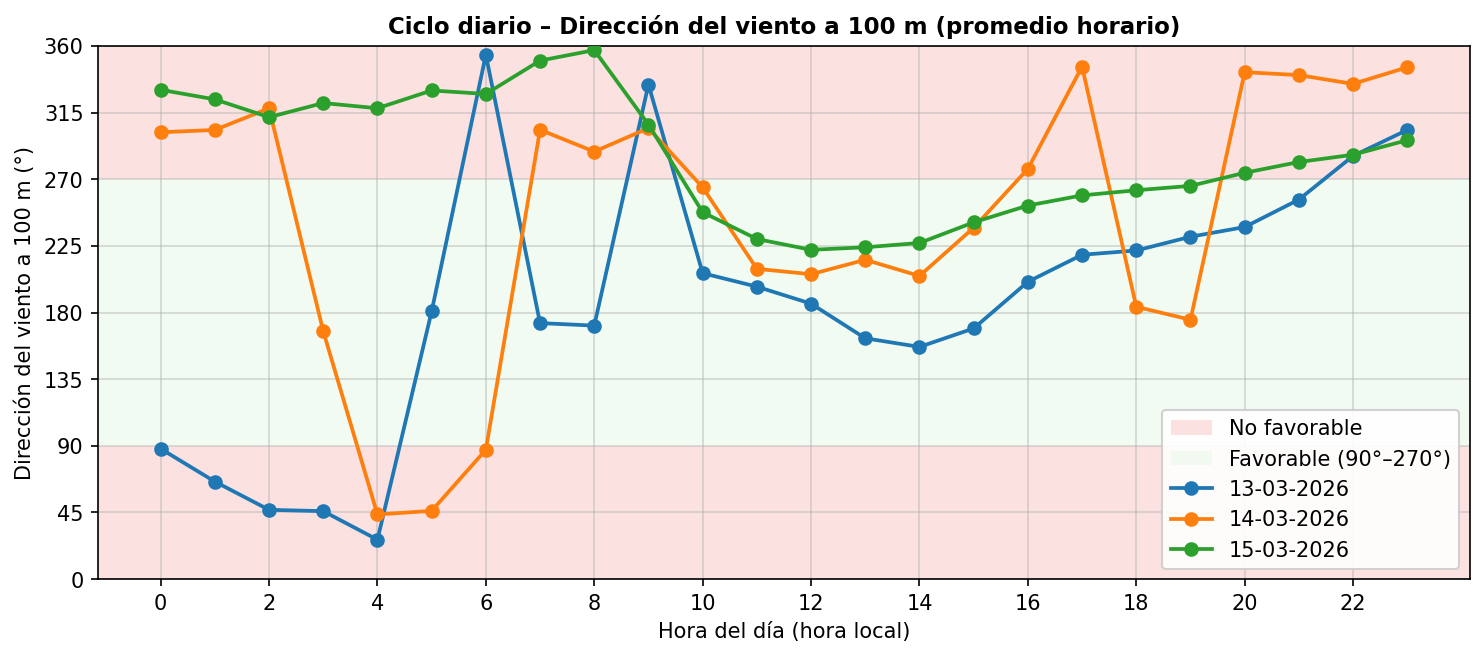 Ciclo diario – Dirección del viento a 100 m (promedio horario)
Dirección del viento a 100 m (°)
360
315
270
225
180
135
90
45
0
No favorable
Favorable (90°–270°)
13-03-2026
14-03-2026
15-03-2026
0 2 4 6 8 10 12 14 16 18 20 22
Hora del día (hora local)